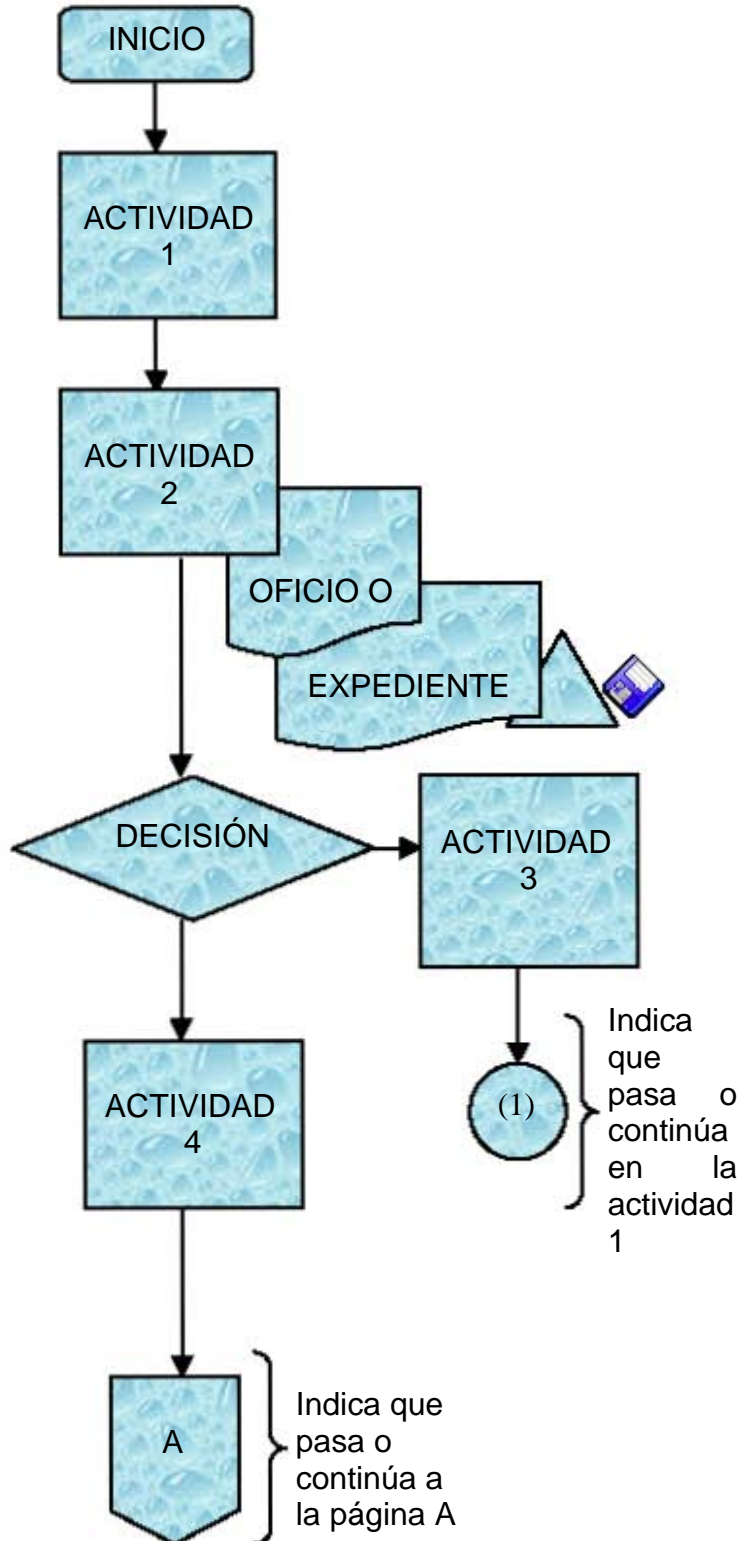 INICIO
ACTIVIDAD
1
ACTIVIDAD
2
OFICIO O
EXPEDIENTE
DECISIÓN
ACTIVIDAD
3
ACTIVIDAD
4
(1)
Indica
que
pasa o
continúa
en la
actividad
1
A
Indica que
pasa o
continúa a
la página A